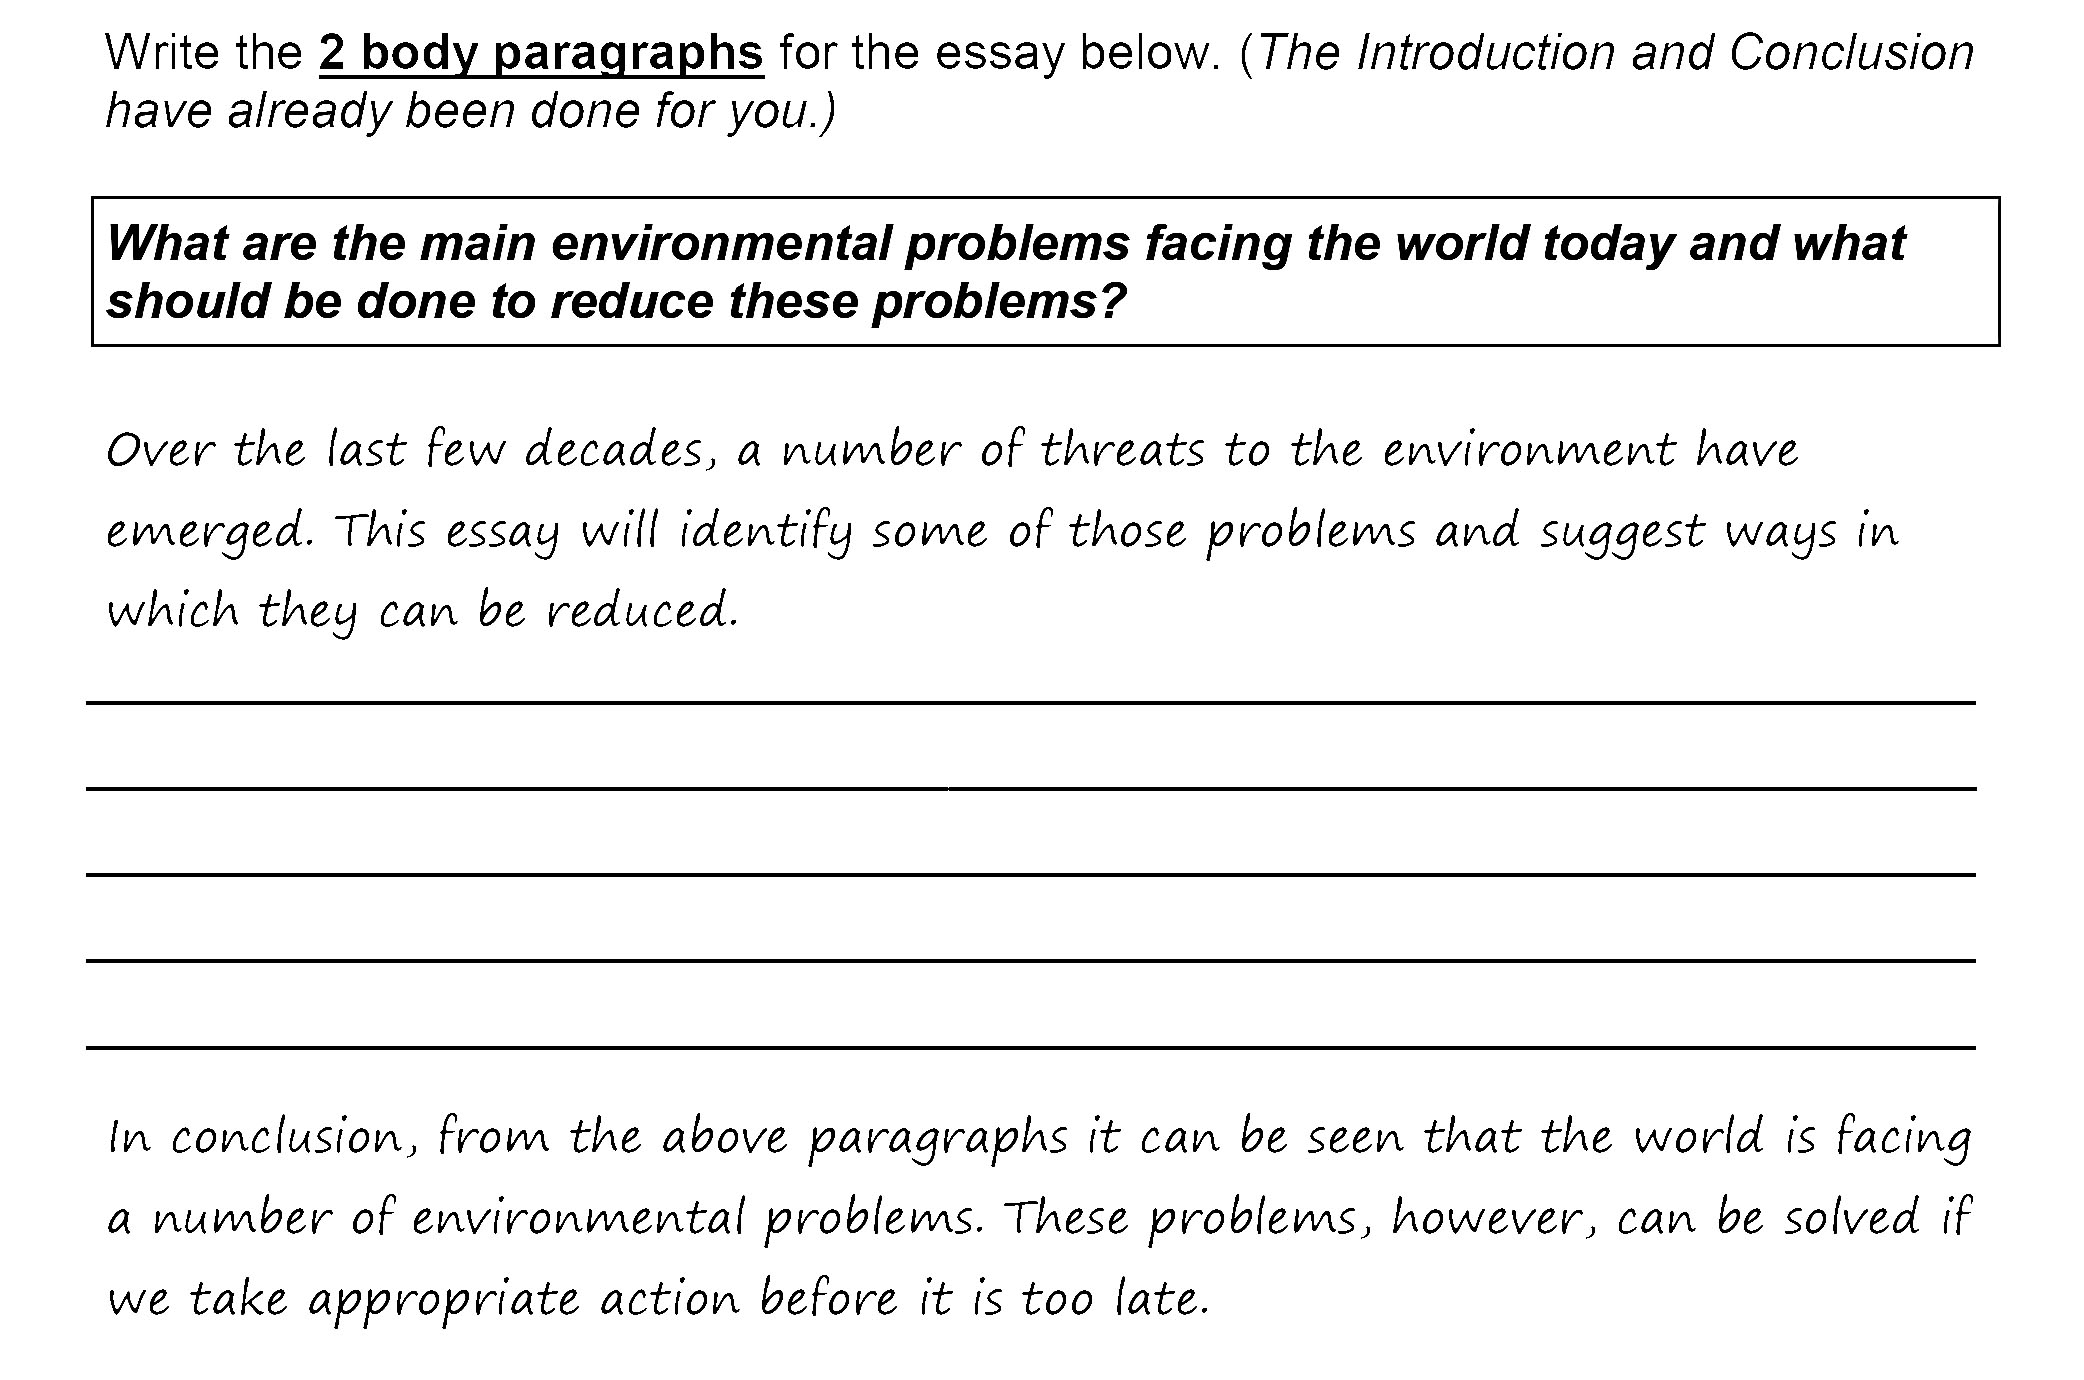 Write the 2 body paragraphs for the essay below. (The Introduction and Conclusion
have already been done for you.)
What are the main environmental problems facing the world today and what
should be done to reduce these problems?
Over the last few decades, a number of threats to the environment have
emerged. This essay will identify some of those problems and suggest ways in
which they can be reduced.
In conclusion, from the above paragraphs it can be seen that the world is facing
a number of environmental problems. These problems, however, can be solved if
we take appropriate action before it is too late.